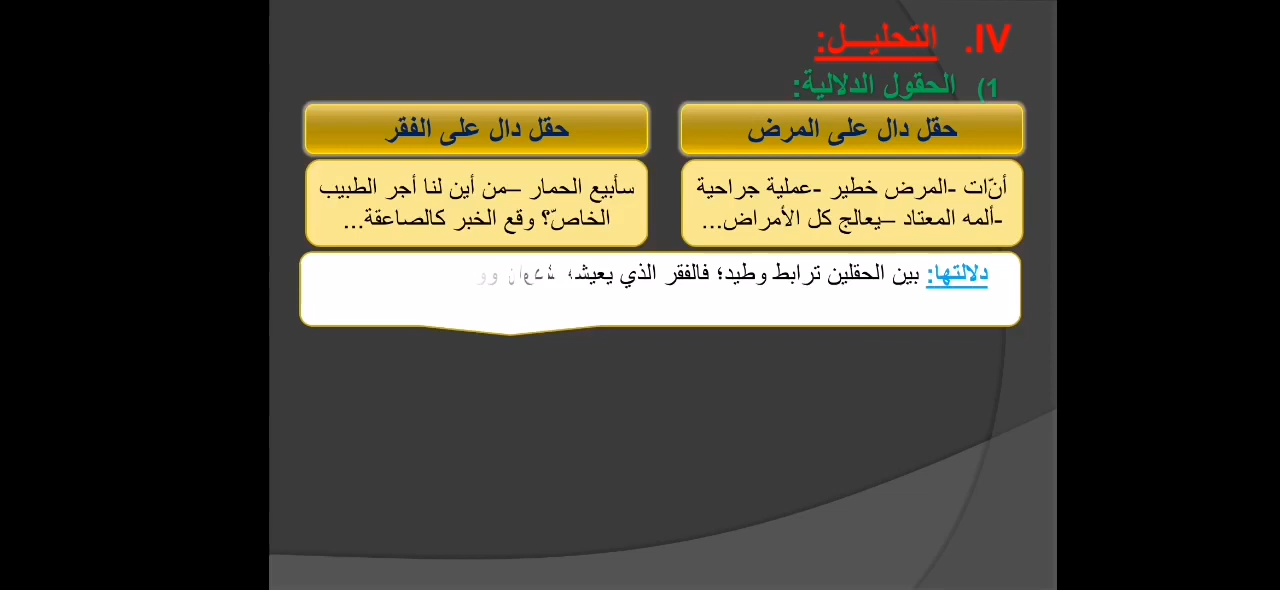 IV. التحليـــل:
1) الحقول الدلالية:
حقل دال على المرض
حقل دال على الفقر
أنّات -المرض خطير -عملية جراحية
-ألمه المعتاد –يعالج كل الأمراض...
سأبيع الحمار –من أين لنا أجر الطبيب
الخاصّ؟ وقع الخبر كالصاعقة...
دلالتها: بين الحقلين ترابط وطيد؛ فالفقر الذي يعيشه